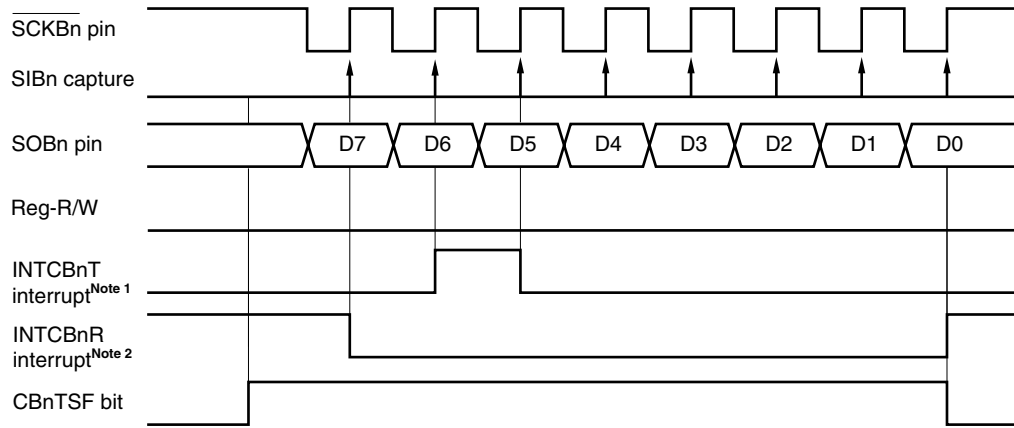 SCKBn pin
SIBn capture
SOBn pin D7 D6 D5 D4 D3 D2 D1 D0
Reg-R/W
INTCBnT
interruptNote 1
INTCBnR
interruptNote 2
CBnTSF bit